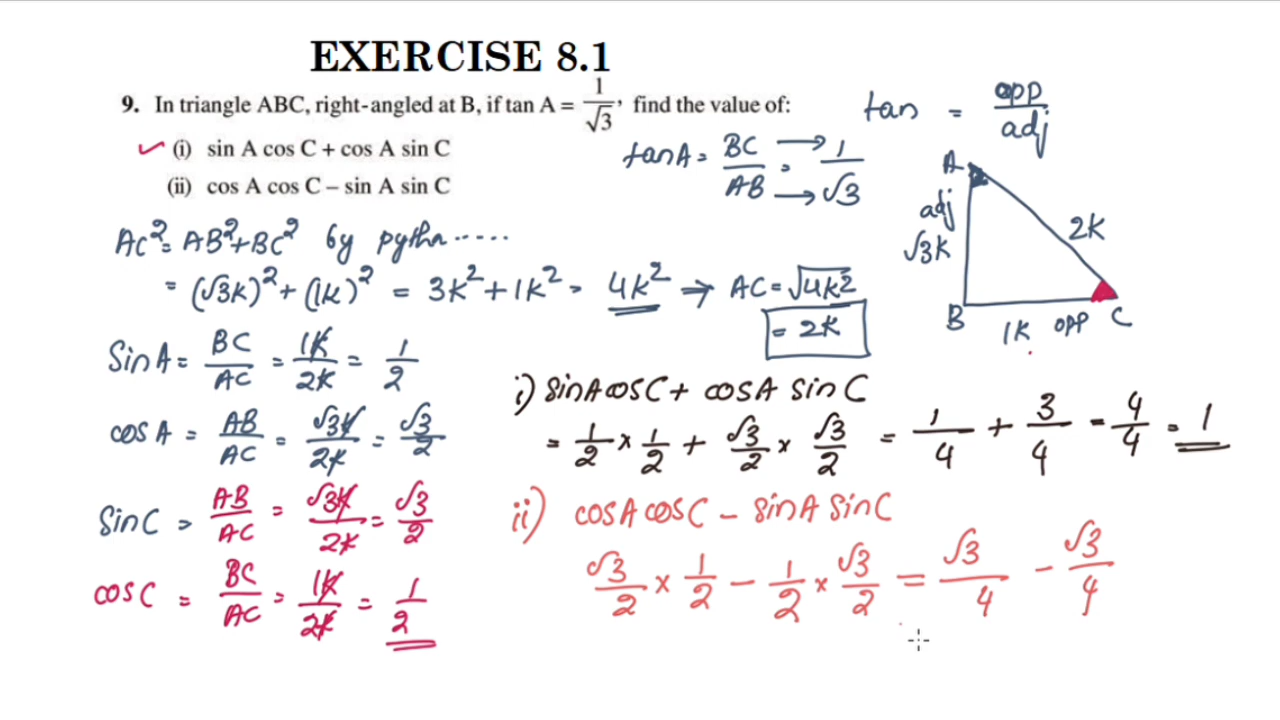 EXERCISE 8.1
9. In triangle ABC, right-angled at B, if tan A = 1/√3, find the value of:
(i) sin A cos C + cos A sin C
(ii) cos A cos C – sin A sin C
tan = opp/adj
tanA = BC/AB = → 1 → √3
A
adj
√3k
2k
B
1k opp
C
AC² = AB²+BC² by pytha......
= (√3k)² + (1k)² = 3k²+1k² = 4k² → AC = √4k²
= 2k
SinA = BC/AC = 1k/2k = 1/2
cosA = AB/AC = √3k/2k = √3/2
SinC = AB/AC = √3k/2k = √3/2
cosC = BC/AC = 1k/2k = 1/2
i) sinAcosC + cosA sinC
= 1/2 × 1/2 + √3/2 × √3/2 = 1/4 + 3/4 = 4/4 = 1
ii) cosA cosC – sinA sinC
√3/2 × 1/2 – 1/2 × √3/2 = √3/4 – √3/4